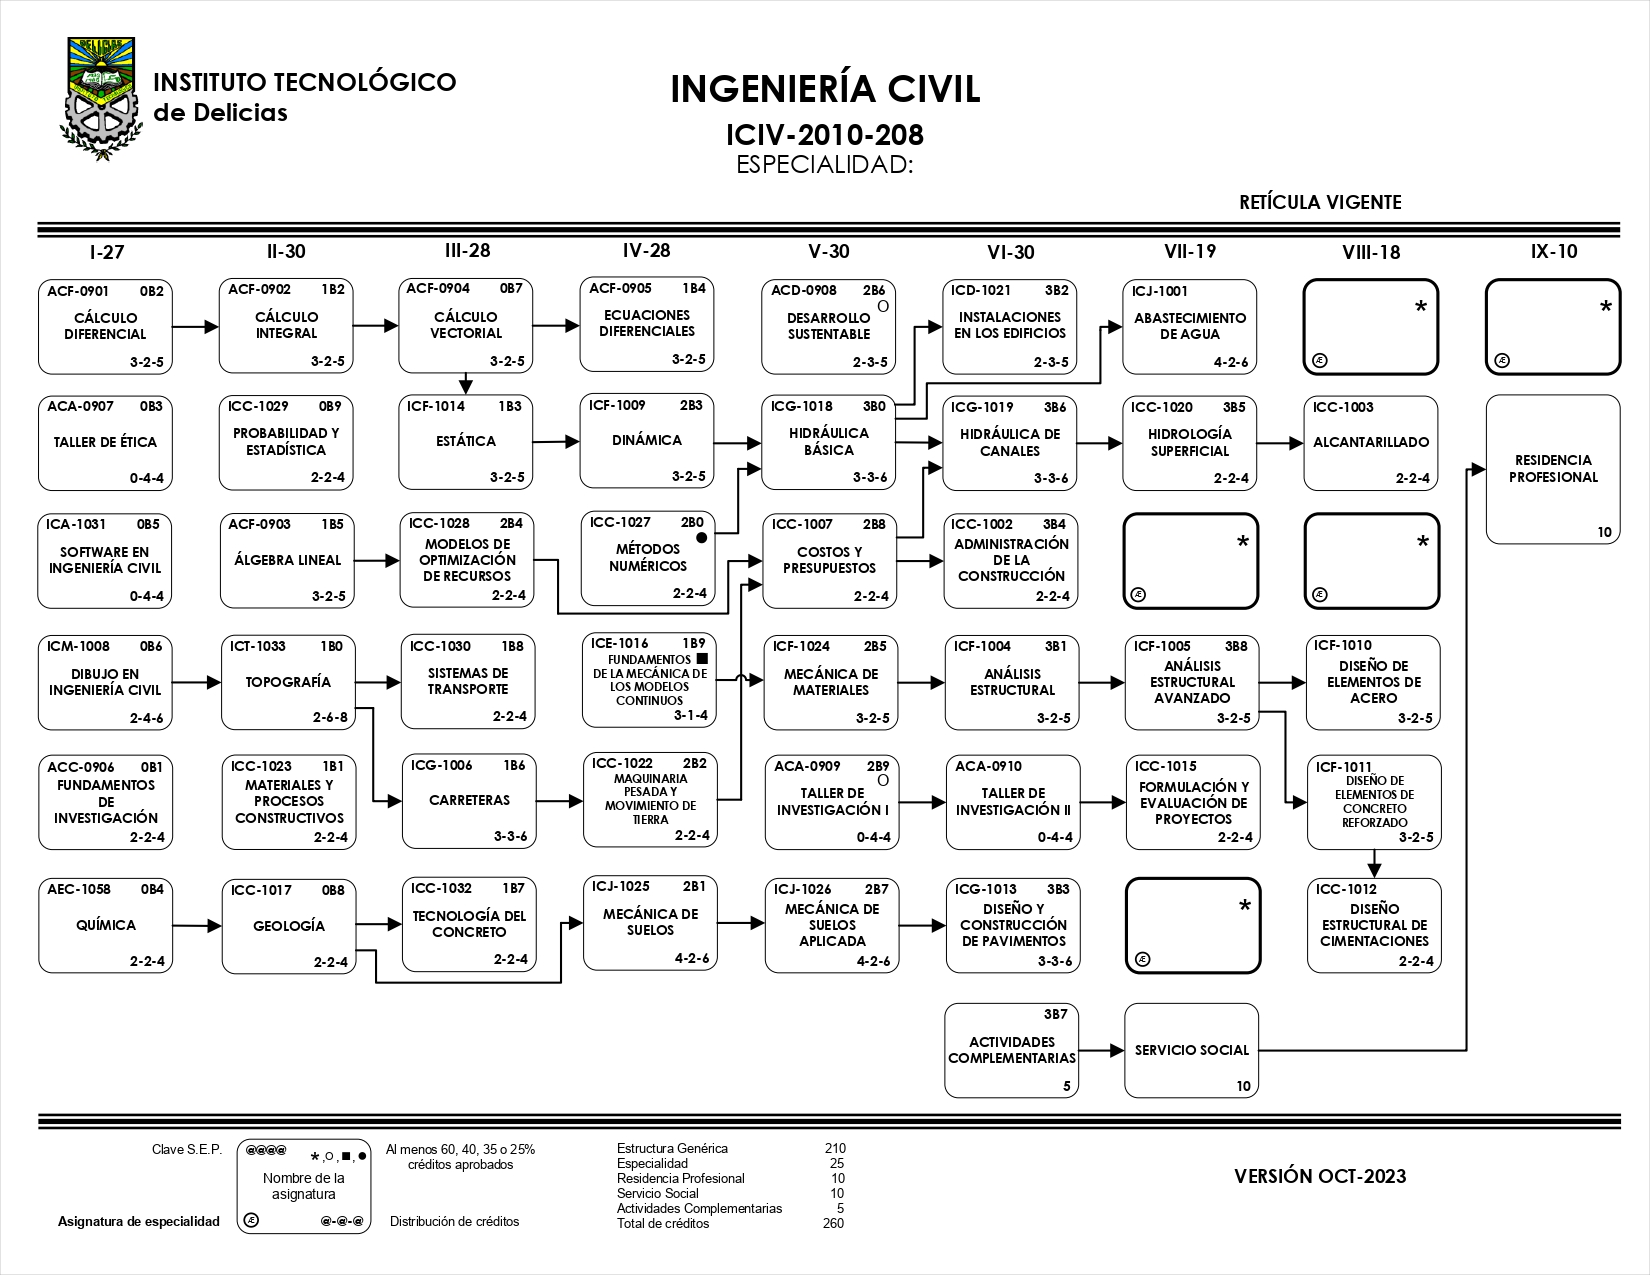 INSTITUTO TECNOLÓGICO
de Delicias
INGENIERÍA CIVIL
ICIV-2010-208
ESPECIALIDAD:
RETÍCULA VIGENTE
I-27 II-30 III-28 IV-28 V-30 VI-30 VII-19 VIII-18 IX-10
ACF-0901 0B2
CÁLCULO
DIFERENCIAL
3-2-5
ACF-0902 1B2
CÁLCULO
INTEGRAL
3-2-5
ACF-0904 0B7
CÁLCULO
VECTORIAL
3-2-5
ACF-0905 1B4
ECUACIONES
DIFERENCIALES
3-2-5
ACD-0908 2B6
O
DESARROLLO
SUSTENTABLE
2-3-5
ICD-1021 3B2
INSTALACIONES
EN LOS EDIFICIOS
2-3-5
ICJ-1001
ABASTECIMIENTO
DE AGUA
4-2-6
*
Æ
*
Æ
ACA-0907 0B3
TALLER DE ÉTICA
0-4-4
ICC-1029 0B9
PROBABILIDAD Y
ESTADÍSTICA
2-2-4
ICF-1014 1B3
ESTÁTICA
3-2-5
ICF-1009 2B3
DINÁMICA
3-2-5
ICG-1018 3B0
HIDRÁULICA
BÁSICA
3-3-6
ICG-1019 3B6
HIDRÁULICA DE
CANALES
3-3-6
ICC-1020 3B5
HIDROLOGÍA
SUPERFICIAL
2-2-4
ICC-1003
ALCANTARILLADO
2-2-4
RESIDENCIA
PROFESIONAL
10
ICA-1031 0B5
SOFTWARE EN
INGENIERÍA CIVIL
0-4-4
ACF-0903 1B5
ÁLGEBRA LINEAL
3-2-5
ICC-1028 2B4
MODELOS DE
OPTIMIZACIÓN
DE RECURSOS
2-2-4
ICC-1027 2B0
●
MÉTODOS
NUMÉRICOS
2-2-4
ICC-1007 2B8
COSTOS Y
PRESUPUESTOS
2-2-4
ICC-1002 3B4
ADMINISTRACIÓN
DE LA
CONSTRUCCIÓN
2-2-4
*
Æ
*
Æ
ICM-1008 0B6
DIBUJO EN
INGENIERÍA CIVIL
2-4-6
ICT-1033 1B0
TOPOGRAFÍA
2-6-8
ICC-1030 1B8
SISTEMAS DE
TRANSPORTE
2-2-4
ICE-1016 1B9
FUNDAMENTOS ■
DE LA MECÁNICA DE
LOS MODELOS
CONTINUOS
3-1-4
ICF-1024 2B5
MECÁNICA DE
MATERIALES
3-2-5
ICF-1004 3B1
ANÁLISIS
ESTRUCTURAL
3-2-5
ICF-1005 3B8
ANÁLISIS
ESTRUCTURAL
AVANZADO
3-2-5
ICF-1010
DISEÑO DE
ELEMENTOS DE
ACERO
3-2-5
ACC-0906 0B1
FUNDAMENTOS
DE
INVESTIGACIÓN
2-2-4
ICC-1023 1B1
MATERIALES Y
PROCESOS
CONSTRUCTIVOS
2-2-4
ICG-1006 1B6
CARRETERAS
3-3-6
ICC-1022 2B2
MAQUINARIA
PESADA Y
MOVIMIENTO DE
TIERRA
2-2-4
ACA-0909 2B9
O
TALLER DE
INVESTIGACIÓN I
0-4-4
ACA-0910
TALLER DE
INVESTIGACIÓN II
0-4-4
ICC-1015
FORMULACIÓN Y
EVALUACIÓN DE
PROYECTOS
2-2-4
ICF-1011
DISEÑO DE
ELEMENTOS DE
CONCRETO
REFORZADO
3-2-5
AEC-1058 0B4
QUÍMICA
2-2-4
ICC-1017 0B8
GEOLOGÍA
2-2-4
ICC-1032 1B7
TECNOLOGÍA DEL
CONCRETO
2-2-4
ICJ-1025 2B1
MECÁNICA DE
SUELOS
4-2-6
ICJ-1026 2B7
MECÁNICA DE
SUELOS
APLICADA
4-2-6
ICG-1013 3B3
DISEÑO Y
CONSTRUCCIÓN
DE PAVIMENTOS
3-3-6
*
Æ
ICC-1012
DISEÑO
ESTRUCTURAL DE
CIMENTACIONES
2-2-4
3B7
ACTIVIDADES
COMPLEMENTARIAS
5
SERVICIO SOCIAL
10
Clave S.E.P.
@@@@
*,O,■,●
Al menos 60, 40, 35 o 25%
créditos aprobados
Nombre de la
asignatura
Asignatura de especialidad
Æ
@-@-@
Distribución de créditos
Estructura Genérica 210
Especialidad 25
Residencia Profesional 10
Servicio Social 10
Actividades Complementarias 5
Total de créditos 260
VERSIÓN OCT-2023